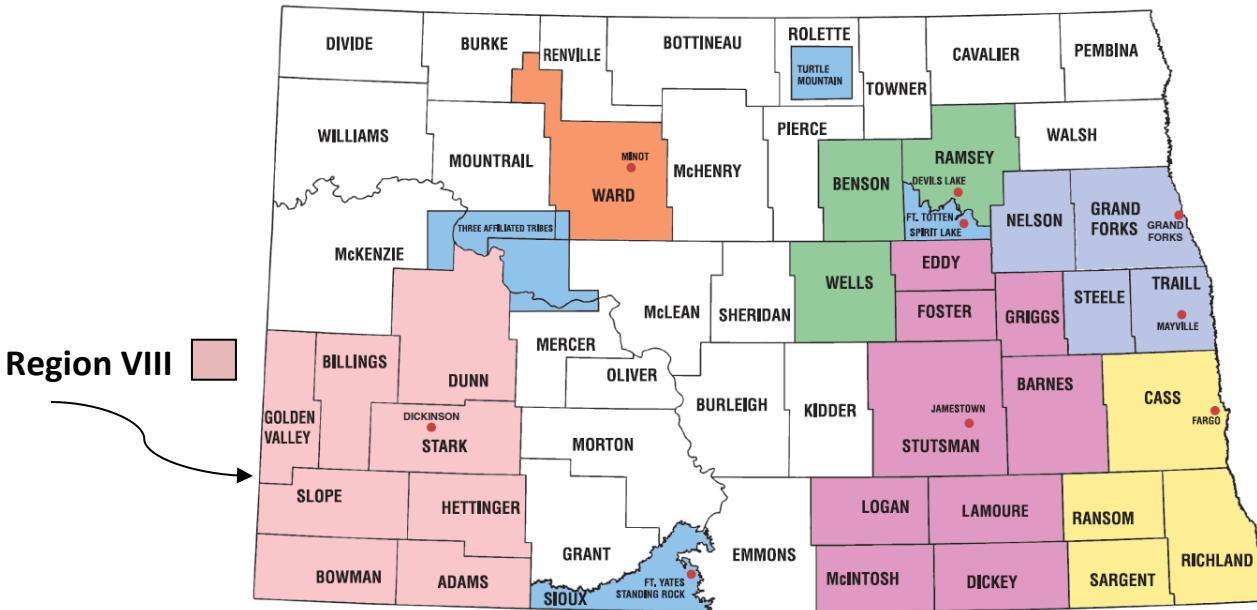 DIVIDE
BURKE
RENVILLE
BOTTINEAU
ROLETTE
TURTLE
MOUNTAIN
TOWNER
CAVALIER
PEMBINA
WILLIAMS
MOUNTRAIL
MINOT
WARD
McHENRY
PIERCE
BENSON
RAMSEY
DEVILS LAKE
FT. TOTTEN
SPIRIT LAKE
WALSH
NELSON
GRAND
FORKS
GRAND
FORKS
McKENZIE
THREE AFFILIATED TRIBES
McLEAN
SHERIDAN
WELLS
EDDY
FOSTER
GRIGGS
STEELE
TRAILL
MAYVILLE
Region VIII
GOLDEN
VALLEY
BILLINGS
DUNN
MERCER
OLIVER
DICKINSON
STARK
MORTON
BURLEIGH
KIDDER
JAMESTOWN
STUTSMAN
BARNES
CASS
FARGO
SLOPE
HETTINGER
GRANT
EMMONS
LOGAN
LAMOURE
RANSOM
RICHLAND
BOWMAN
ADAMS
SIOUX
FT. YATES
STANDING ROCK
McINTOSH
DICKEY
SARGENT